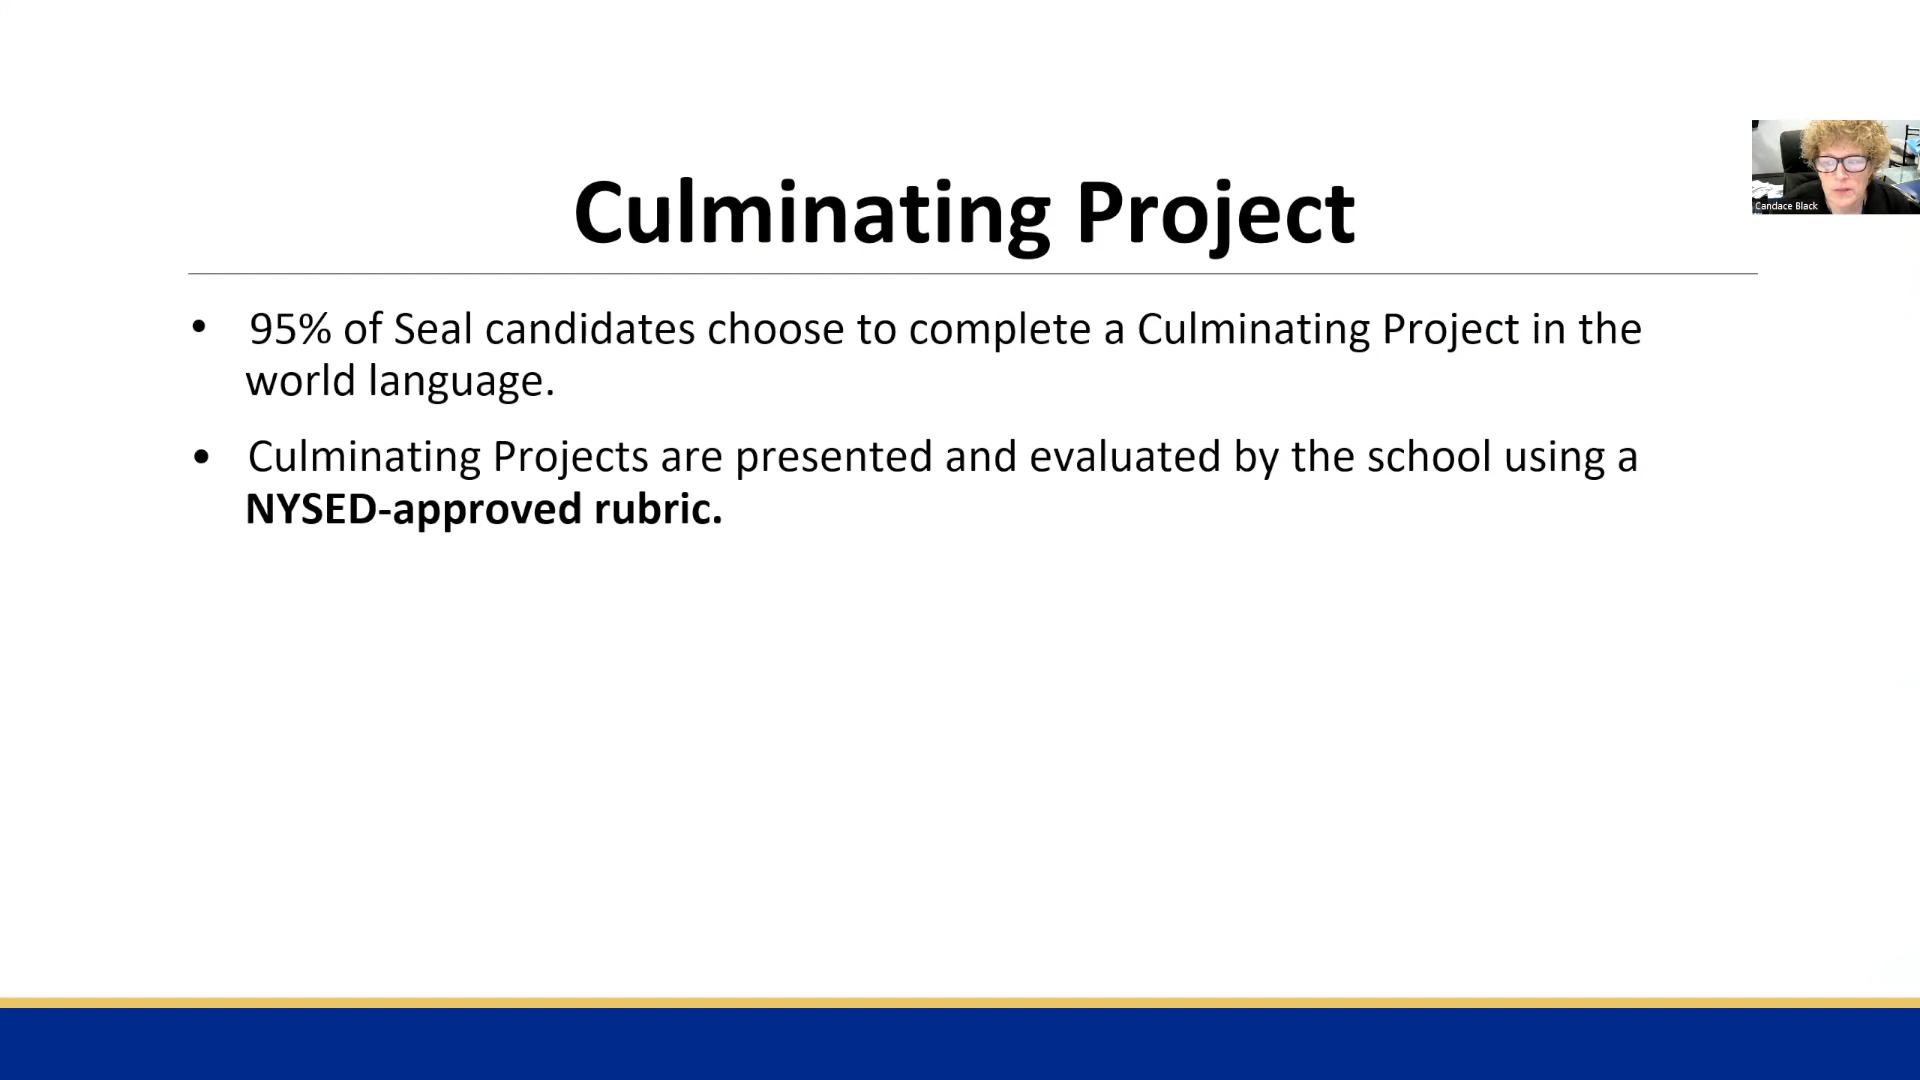 Culminating Project
Candace Black
• 95% of Seal candidates choose to complete a Culminating Project in the
world language.
• Culminating Projects are presented and evaluated by the school using a
NYSED-approved rubric.